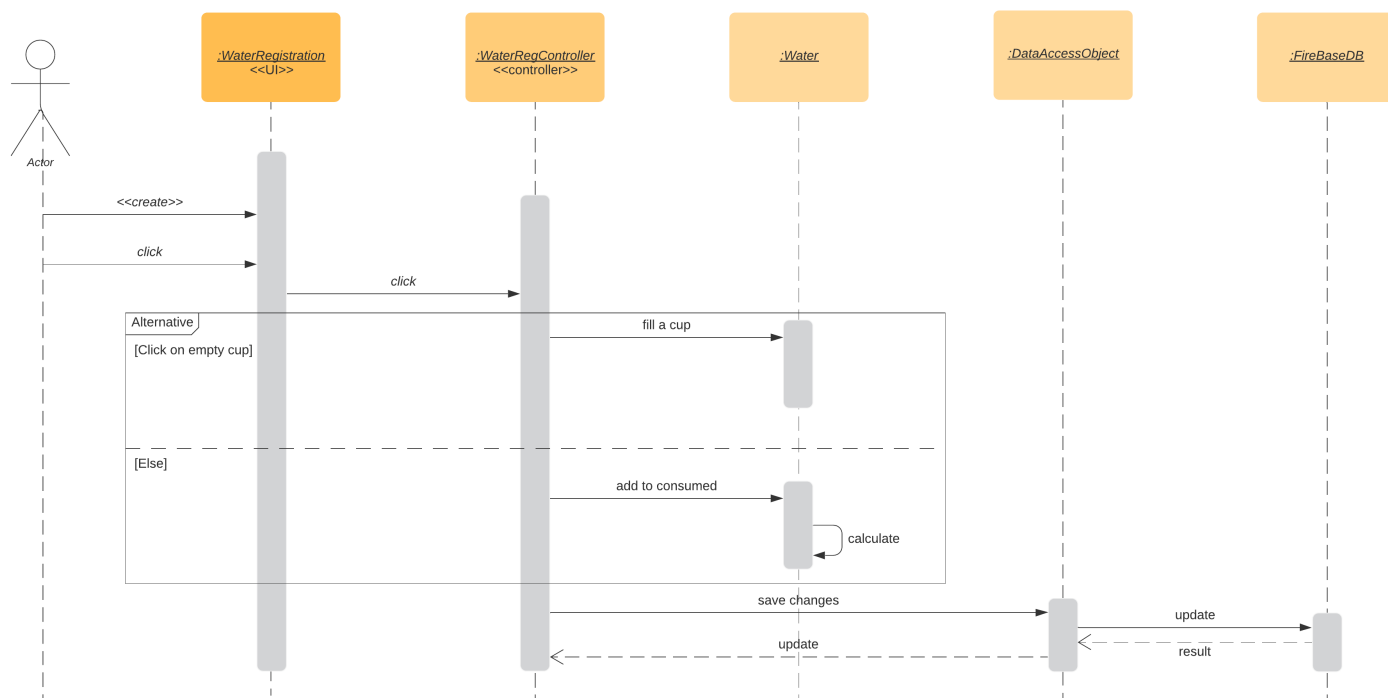 :WaterRegistration
<<UI>>
:WaterRegController
<<controller>>
:Water
:DataAccessObject
:FireBaseDB
Actor
<<create>>
click
click
Alternative
fill a cup
[Click on empty cup]
[Else]
add to consumed
calculate
save changes
update
update
result